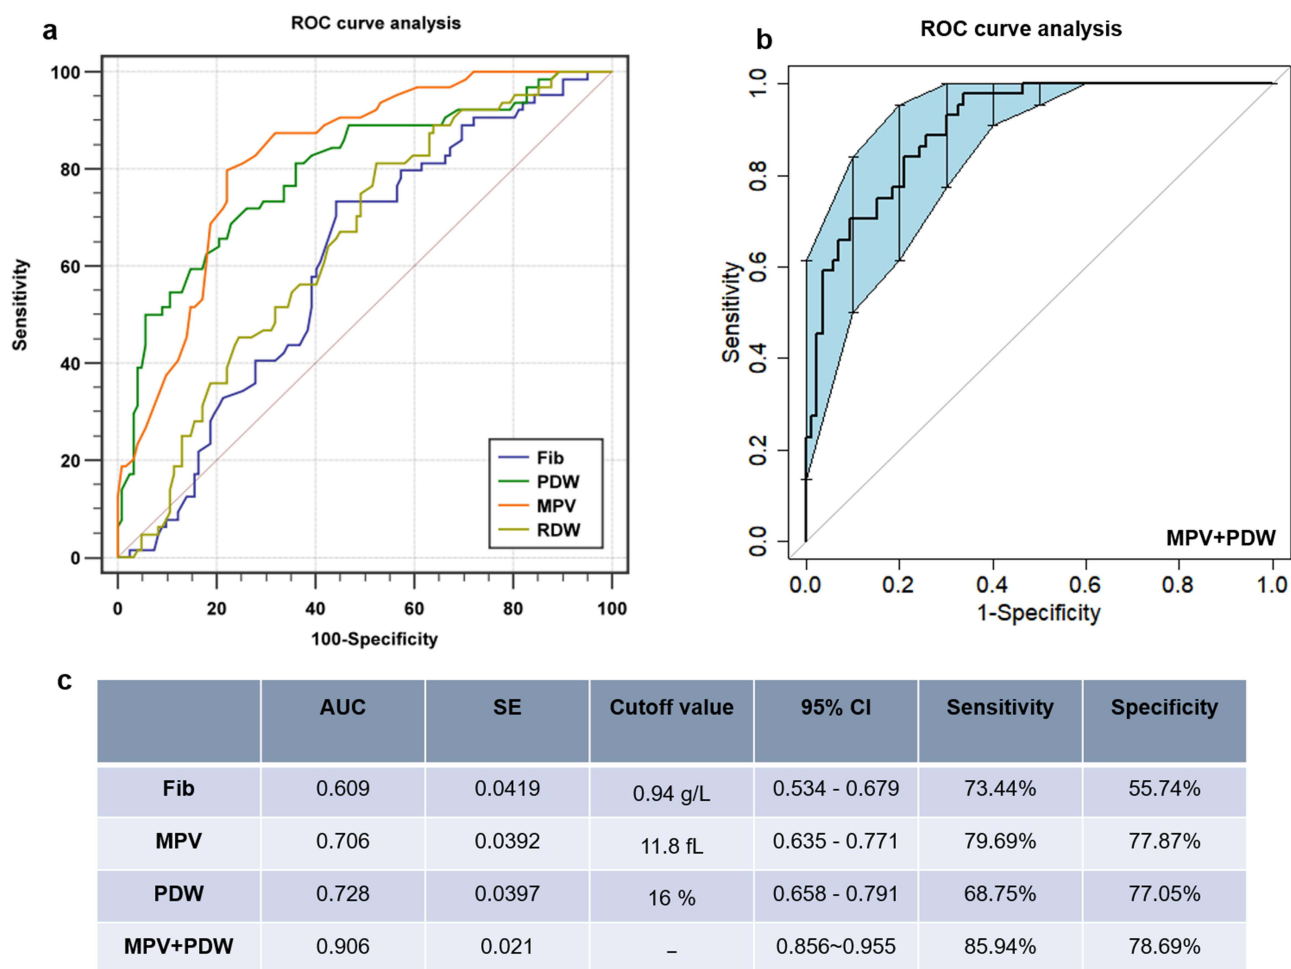 a
ROC curve analysis
Sensitivity
100
80
60
40
20
0
Fib
PDW
MPV
RDW
0 20 40 60 80 100
100-Specificity
b
ROC curve analysis
Sensitivity
1.0
0.8
0.6
0.4
0.2
0.0
MPV+PDW
0.0 0.2 0.4 0.6 0.8 1.0
1-Specificity
c
AUC SE Cutoff value 95% CI Sensitivity Specificity
Fib 0.609 0.0419 0.94 g/L 0.534 - 0.679 73.44% 55.74%
MPV 0.706 0.0392 11.8 fL 0.635 - 0.771 79.69% 77.87%
PDW 0.728 0.0397 16 % 0.658 - 0.791 68.75% 77.05%
MPV+PDW 0.906 0.021 – 0.856~0.955 85.94% 78.69%